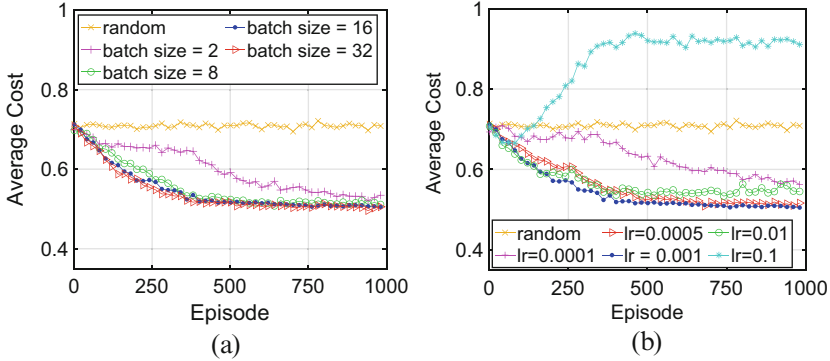 1
0.8
0.6
0.4
Average Cost
random
batch size = 2
batch size = 8
batch size = 16
batch size = 32
0 250 500 750 1000
Episode
(a)
1
0.8
0.6
0.4
Average Cost
random lr=0.0005 lr=0.01
lr=0.0001 lr = 0.001 lr=0.1
0 250 500 750 1000
Episode
(b)